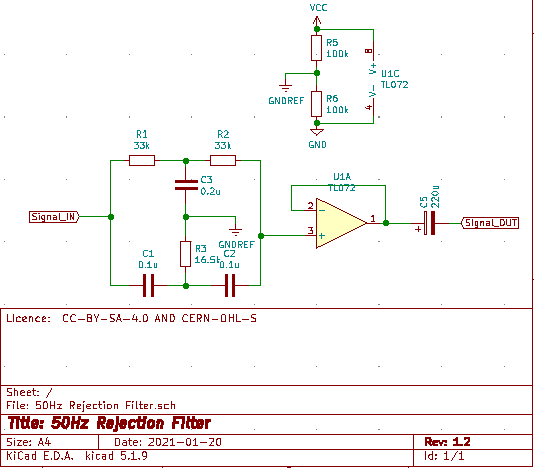 VCC
R5
100k
8
V+
U1C
TL072
V-
4
GNDREF
R6
100k
GND
R1
33k
R2
33k
C3
0.2u
U1A
TL072
C5
220u
Signal_IN
2
-
1
+
Signal_OUT
3
+
GNDREF
R3
16.5k
C1
0.1u
C2
0.1u
Licence: CC-BY-SA-4.0 AND CERN-OHL-S
Sheet: /
File: 50Hz Rejection Filter.sch
Title: 50Hz Rejection Filter
Size: A4 Date: 2021-01-20 Rev: 1.2
KiCad E.D.A. kicad 5.1.9 Id: 1/1